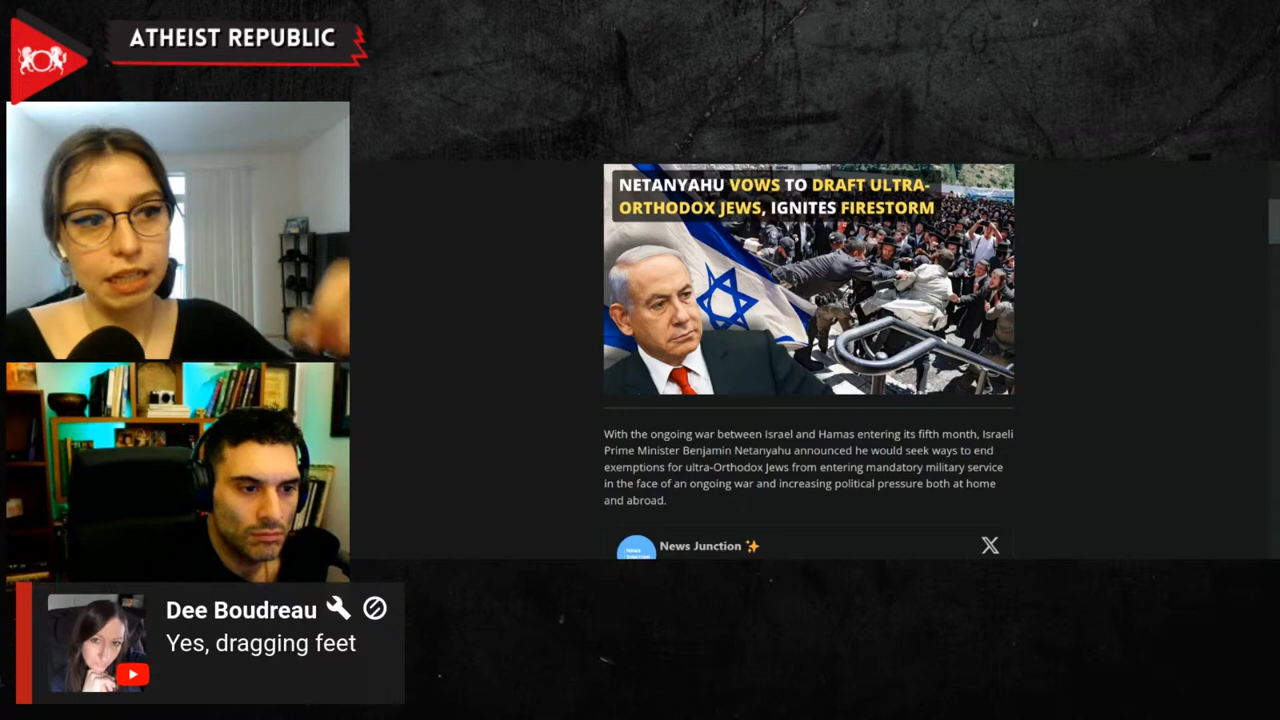 ATHEIST REPUBLIC
NETANYAHU VOWS TO DRAFT ULTRA-
ORTHODOX JEWS, IGNITES FIRESTORM
With the ongoing war between Israel and Hamas entering its fifth month, Israeli
Prime Minister Benjamin Netanyahu announced he would seek ways to end
exemptions for ultra-Orthodox Jews from entering mandatory military service
in the face of an ongoing war and increasing political pressure both at home
and abroad.
News Junction ✨
Dee Boudreau
Yes, dragging feet